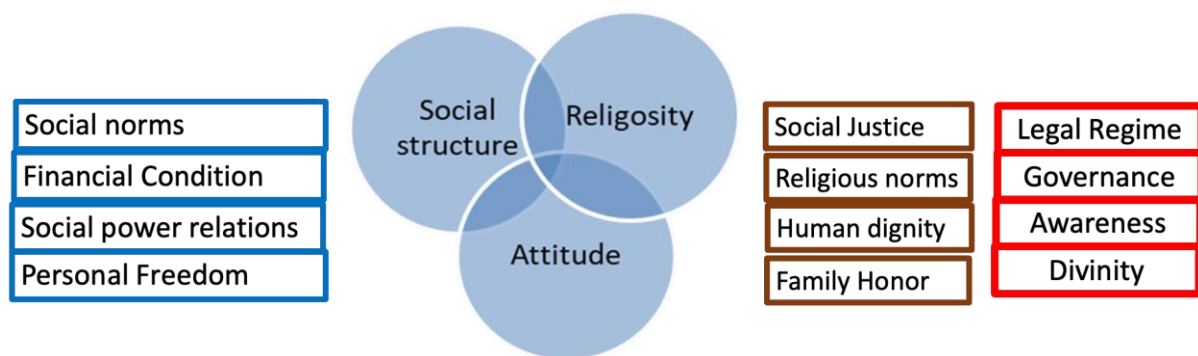 Social norms
Financial Condition
Social power relations
Personal Freedom
Social
structure
Religosity
Attitude
Social Justice
Religious norms
Human dignity
Family Honor
Legal Regime
Governance
Awareness
Divinity